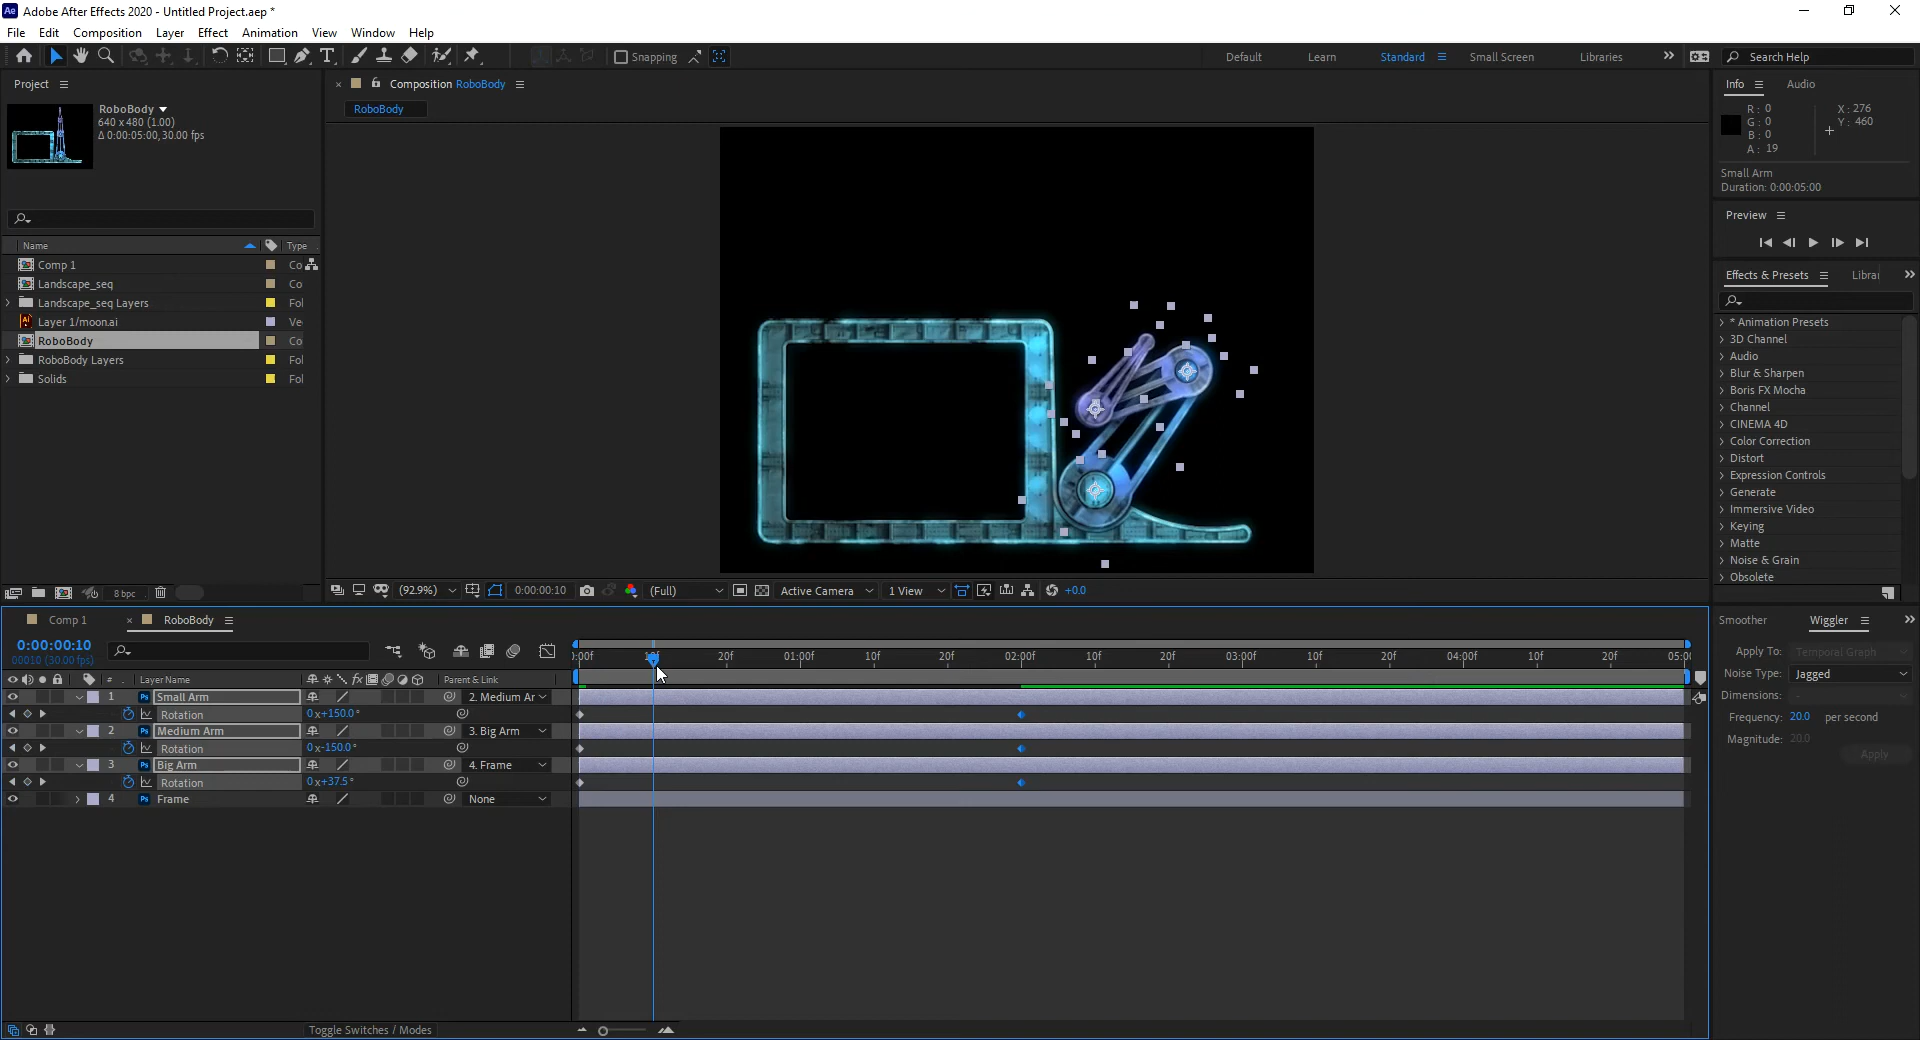 Adobe After Effects 2020 - Untitled Project.aep *
File Edit Composition Layer Effect Animation View Window Help
Snapping
Default Learn Standard Small Screen Libraries
Search Help
Project
RoboBody
640 x 480 (1.00)
Δ 0:00:05:00, 30.00 fps
Name Type
Comp 1 Co
Landscape_seq Co
Landscape_seq Layers Fol
Layer 1/moon.ai Ve
RoboBody Co
RoboBody Layers Fol
Solids Fol
8 bpc
Composition RoboBody
RoboBody
(92.9%) 0:00:00:10 (Full) Active Camera 1 View +0.0
Info Audio
R: 0 X: 276
G: 0 Y: 460
B: 0
A: 19
Small Arm
Duration: 0:00:05:00
Preview
Effects & Presets Librar
* Animation Presets
3D Channel
Audio
Blur & Sharpen
Boris FX Mocha
Channel
CINEMA 4D
Color Correction
Distort
Expression Controls
Generate
Immersive Video
Keying
Matte
Noise & Grain
Obsolete
Comp 1 RoboBody
0:00:00:10
00010 (30.00 fps)
# Layer Name Parent & Link
1 Small Arm 2. Medium Ar
Rotation 0x+150.0°
2 Medium Arm 3. Big Arm
Rotation 0x-150.0°
3 Big Arm 4. Frame
Rotation 0x+37.5°
4 Frame None
:00f 10f 20f 01:00f 10f 20f 02:00f 10f 20f 03:00f 10f 20f 04:00f 10f 20f 05:00
Toggle Switches / Modes
Smoother Wiggler
Apply To: Temporal Graph
Noise Type: Jagged
Dimensions: -
Frequency: 20.0 per second
Magnitude: 20.0
Apply